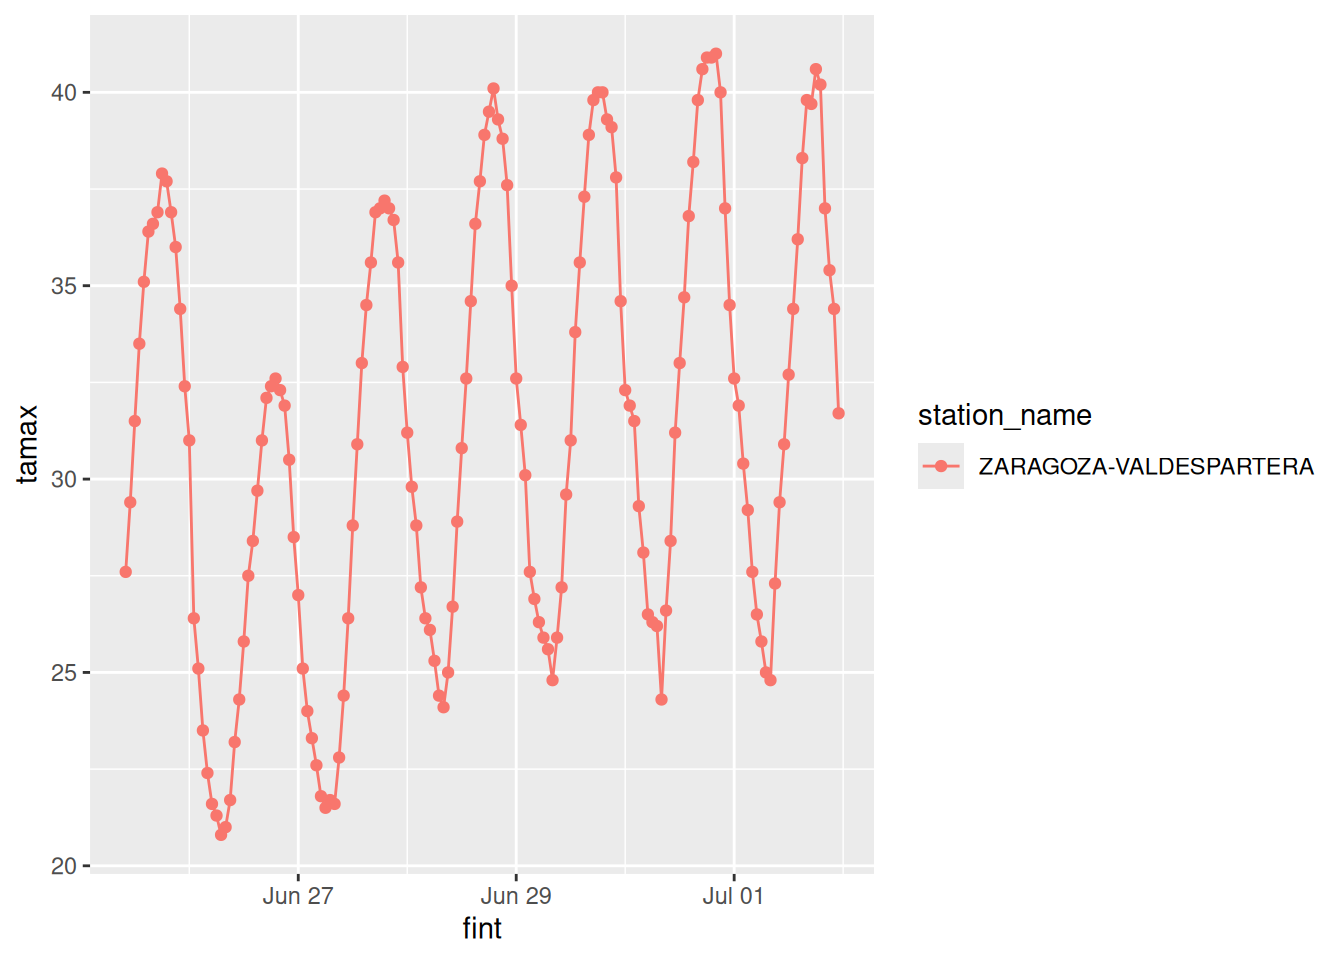 40
35
30
25
20
tamax
Jun 27
Jun 29
Jul 01
fint
station_name
ZARAGOZA-VALDESPARTERA